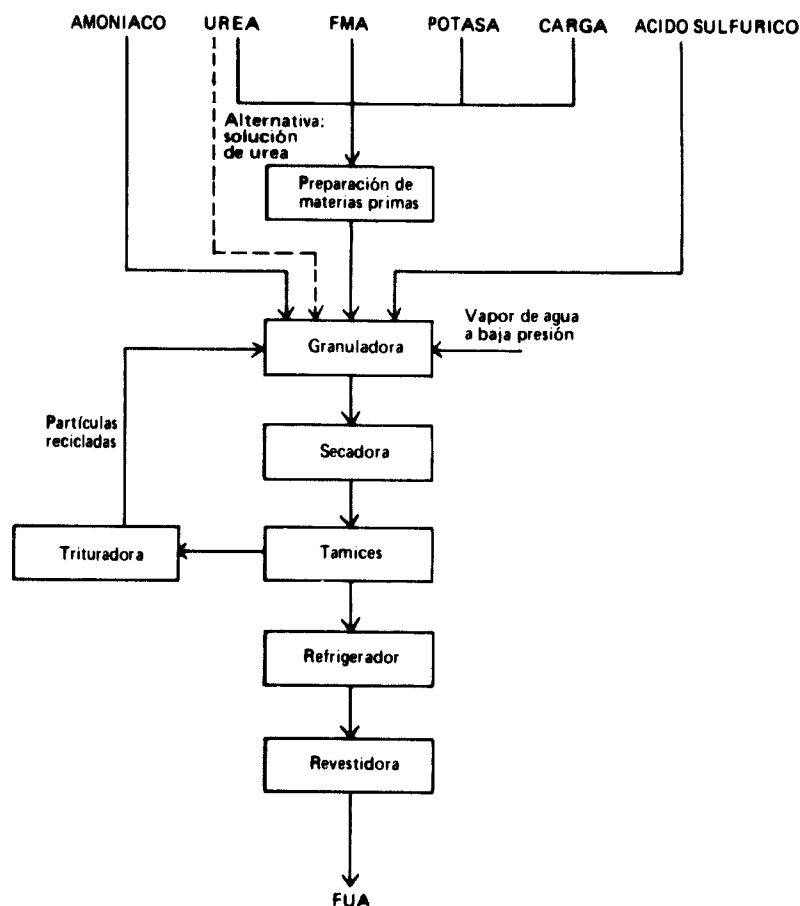 AMONIACO UREA FMA POTASA CARGA ACIDO SULFURICO
Alternativa:
solución
de urea
Preparación de
materias primas
Vapor de agua
a baja presión
Granuladora
Partículas
recicladas
Secadora
Trituradora
Tamices
Refrigerador
Revestidora
FUA